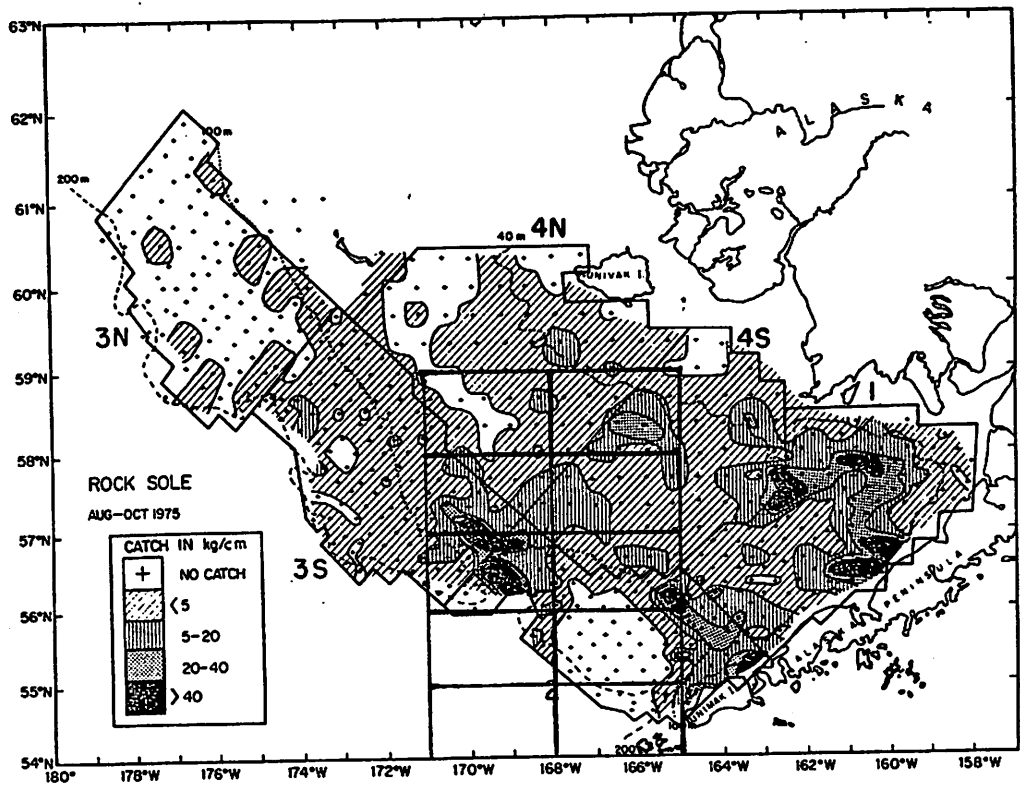 63°N
62°N
61°N
60°N
59°N
58°N
57°N
56°N
55°N
54°N
180°
178°W
176°W
174°W
172°W
170°W
168°W
166°W
164°W
162°W
160°W
158°W
ALASKA
100m
200m
40m
4N
NUNIVAK I.
3N
4S
I
ROCK SOLE
AUG-OCT 1975
CATCH IN kg/cm
+ NO CATCH
<5
5-20
20-40
>40
3S
ALASKA PENINSULA
UNIMAK I.
200